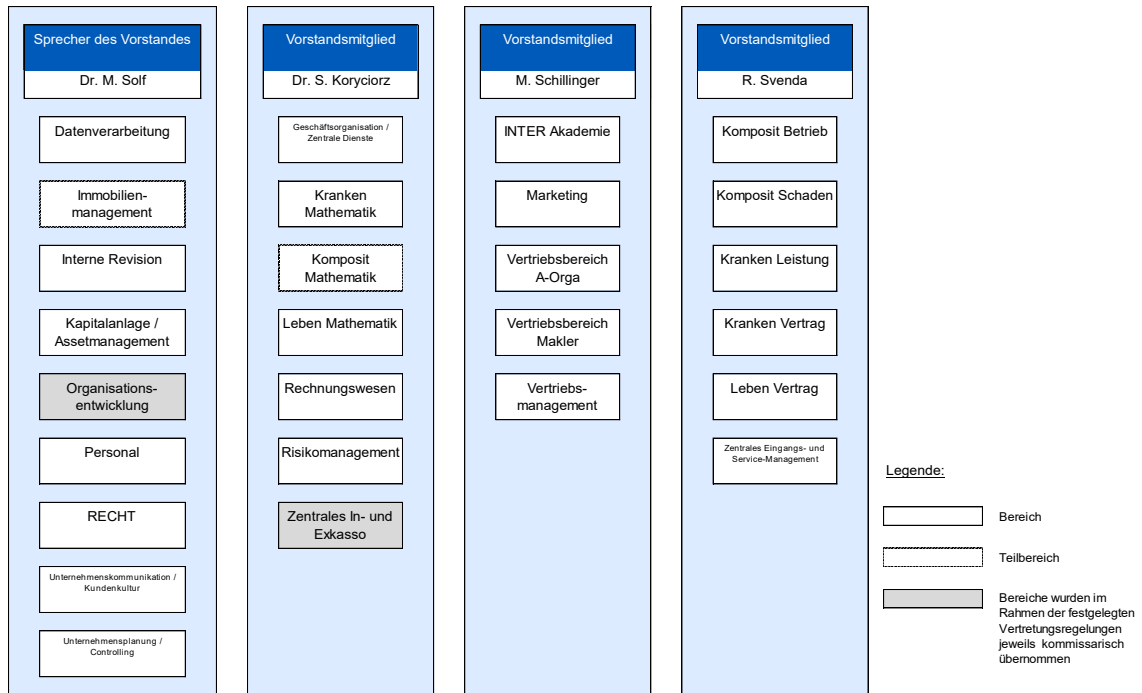 Sprecher des Vorstandes
Dr. M. Solf
Datenverarbeitung
Immobilien-
management
Interne Revision
Kapitalanlage /
Assetmanagement
Organisations-
entwicklung
Personal
RECHT
Unternehmenskommunikation /
Kundenkultur
Unternehmensplanung /
Controlling
Vorstandsmitglied
Dr. S. Koryciorz
Geschäftsorganisation /
Zentrale Dienste
Kranken
Mathematik
Komposit
Mathematik
Leben Mathematik
Rechnungswesen
Risikomanagement
Zentrales In- und
Exkasso
Vorstandsmitglied
M. Schillinger
INTER Akademie
Marketing
Vertriebsbereich
A-Orga
Vertriebsbereich
Makler
Vertriebs-
management
Vorstandsmitglied
R. Svenda
Komposit Betrieb
Komposit Schaden
Kranken Leistung
Kranken Vertrag
Leben Vertrag
Zentrales Eingangs- und
Service-Management
Legende:
Bereich
Teilbereich
Bereiche wurden im
Rahmen der festgelegten
Vertretungsregelungen
jeweils kommissarisch
übernommen